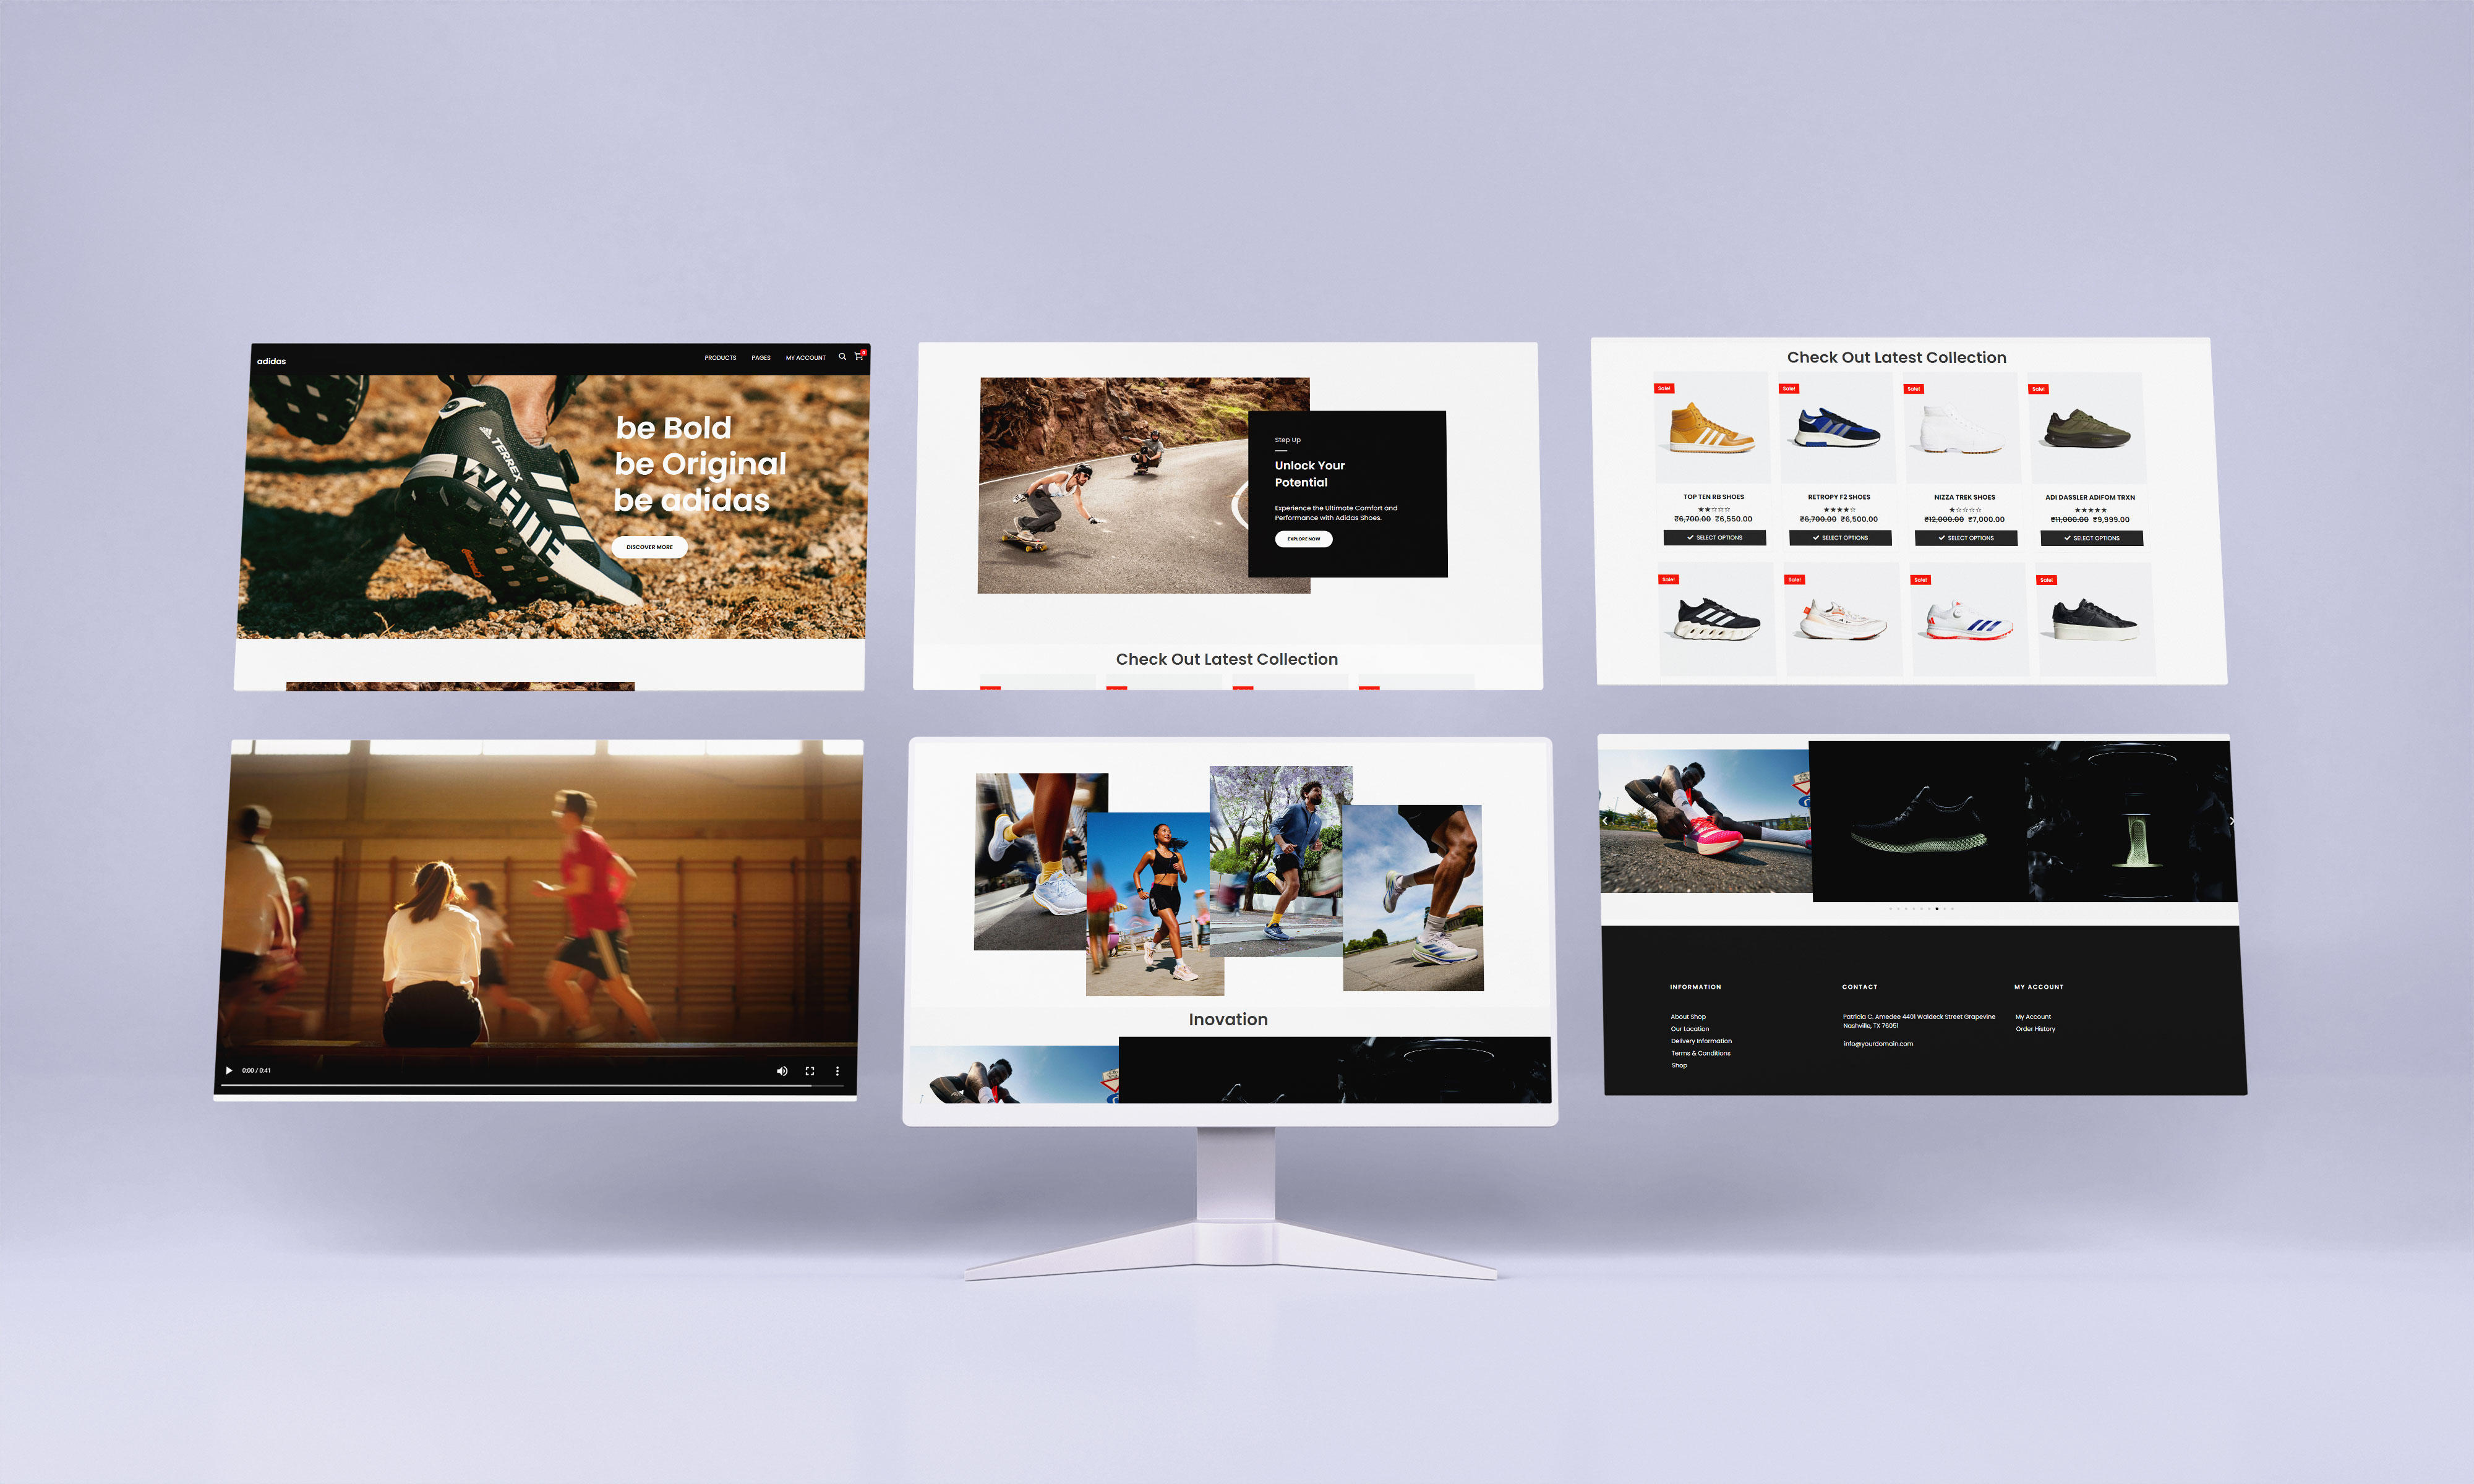 adidas
PRODUCTS PAGES MY ACCOUNT 0
TERREX
WHITE
Continental
be Bold
be Original
be adidas
DISCOVER MORE
Step Up
Unlock Your
Potential
Experience the Ultimate Comfort and
Performance with Adidas Shoes.
EXPLORE NOW
Check Out Latest Collection
Check Out Latest Collection
Sale! Sale! Sale! Sale!
TOP TEN RB SHOES RETROPY F2 SHOES NIZZA TREK SHOES ADI DASSLER ADIFOM TRXN
★★☆☆☆ ★★★★☆ ★☆☆☆☆ ★★★★★
₹6,700.00 ₹6,550.00 ₹6,700.00 ₹6,500.00 ₹12,000.00 ₹7,000.00 ₹11,000.00 ₹9,999.00
SELECT OPTIONS SELECT OPTIONS SELECT OPTIONS SELECT OPTIONS
Sale! Sale! Sale! Sale!
0:00 / 0:41
Inovation
INFORMATION
About Shop
Our Location
Delivery information
Terms & Conditions
Shop
CONTACT
Patricia C. Amedee 4401 Waldeck Street Grapevine
Nashville, TX 76051
info@yourdomain.com
MY ACCOUNT
My Account
Order History